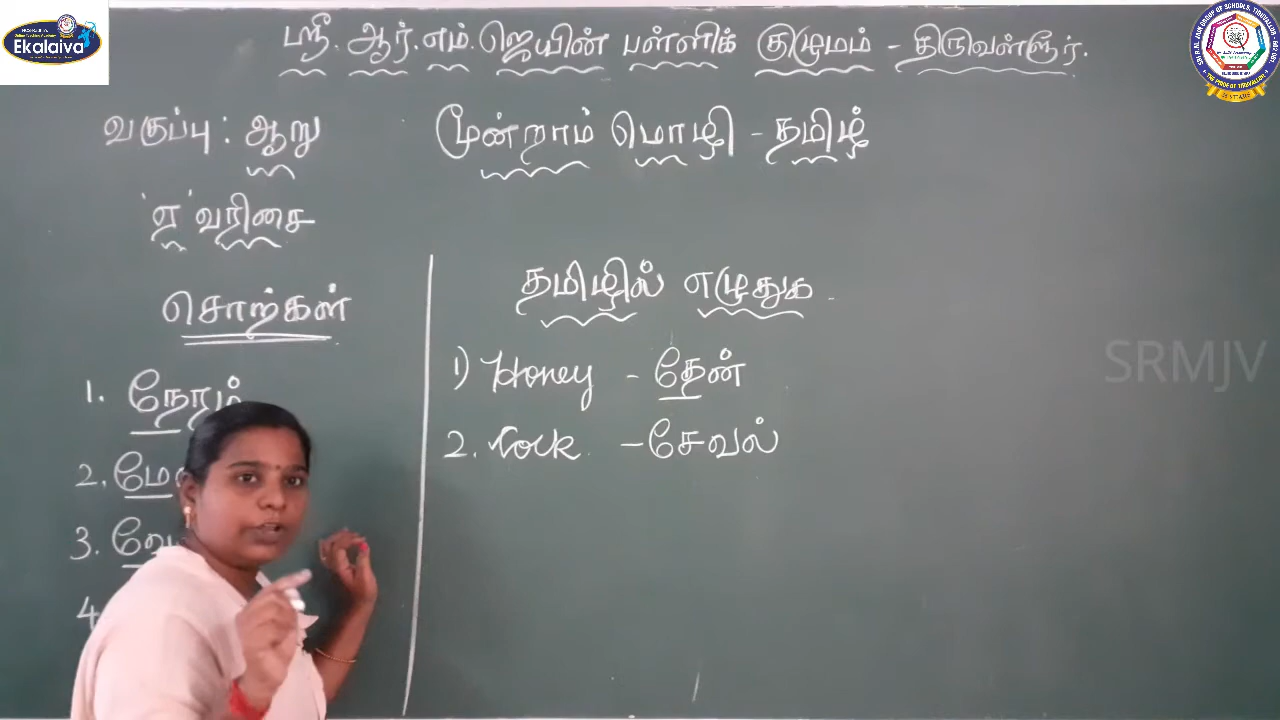 Ekalaiva
ஸ்ரீ. ஆர். எம். ஜெயின் பள்ளிக் குழுமம் - திருவள்ளூர்.
வகுப்பு : ஆறு
மூன்றாம் மொழி - தமிழ்
'ஏ' வரிசை
சொற்கள்
1. நேரம்
2. மே
3.
4
தமிழில் எழுதுக.
1) Honey - தேன்
2. Cock - சேவல்
SRMJV